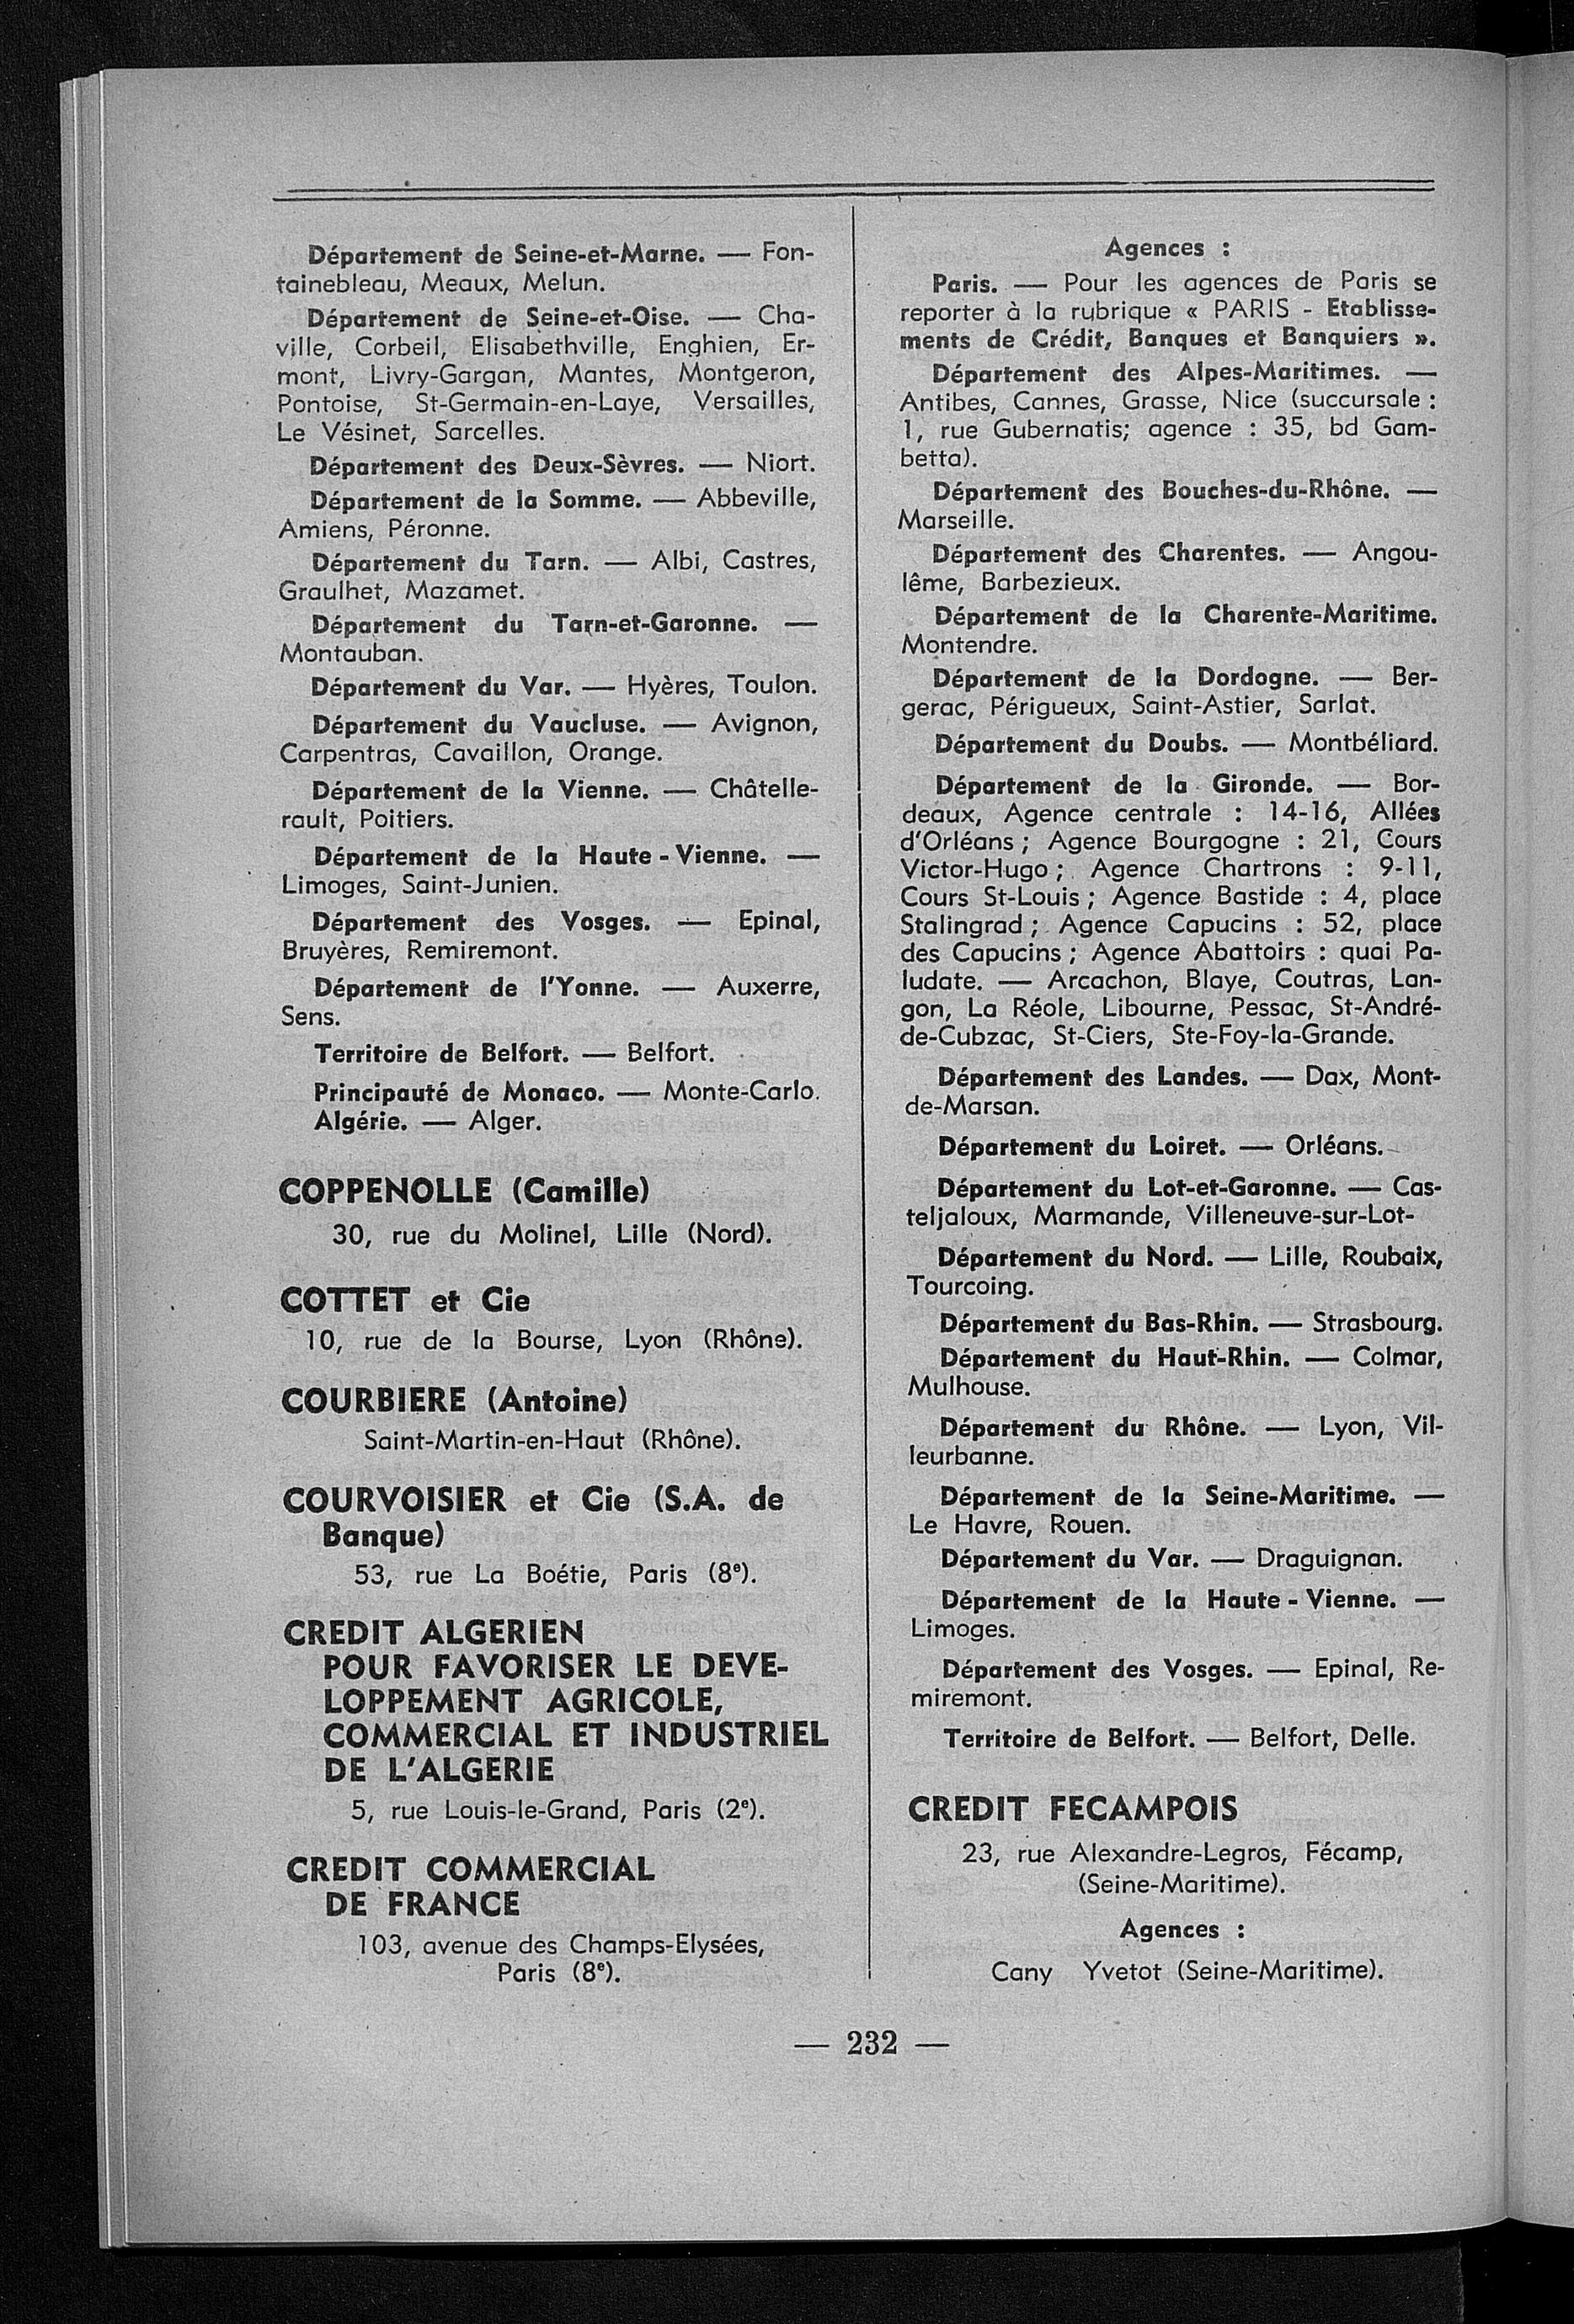 Département de Seine-et-Marne. — Fon-
tainebleau, Meaux, Melun.
Département de Seine-et-Oise. — Cha-
ville, Corbeil, Elisabethville, Enghien, Er-
mont, Livry-Gargan, Mantes, Montgeron,
Pontoise, St-Germain-en-Laye, Versailles,
Le Vésinet, Sarcelles.
Département des Deux-Sèvres. — Niort.
Département de la Somme. — Abbeville,
Amiens, Péronne.
Département du Tarn. — Albi, Castres,
Graulhet, Mazamet.
Département du Tarn-et-Garonne. —
Montauban.
Département du Var. — Hyères, Toulon.
Département du Vaucluse. — Avignon,
Carpentras, Cavaillon, Orange.
Département de la Vienne. — Châtelle-
rault, Poitiers.
Département de la Haute-Vienne. —
Limoges, Saint-Junien.
Département des Vosges. — Epinal,
Bruyères, Remiremont.
Département de l'Yonne. — Auxerre,
Sens.
Territoire de Belfort. — Belfort.
Principauté de Monaco. — Monte-Carlo.
Algérie. — Alger.
COPPENOLLE (Camille)
30, rue du Molinel, Lille (Nord).
COTTET et Cie
10, rue de la Bourse, Lyon (Rhône).
COURBIERE (Antoine)
Saint-Martin-en-Haut (Rhône).
COURVOISIER et Cie (S.A. de
Banque)
53, rue La Boétie, Paris (8e).
CREDIT ALGERIEN
POUR FAVORISER LE DEVE-
LOPPEMENT AGRICOLE,
COMMERCIAL ET INDUSTRIEL
DE L'ALGERIE
5, rue Louis-le-Grand, Paris (2e).
CREDIT COMMERCIAL
DE FRANCE
103, avenue des Champs-Elysées,
Paris (8e).
Agences :
Paris. — Pour les agences de Paris se
reporter à la rubrique « PARIS - Etablisse-
ments de Crédit, Banques et Banquiers ».
Département des Alpes-Maritimes. —
Antibes, Cannes, Grasse, Nice (succursale :
1, rue Gubernatis; agence : 35, bd Gam-
betta).
Département des Bouches-du-Rhône. —
Marseille.
Département des Charentes. — Angou-
lême, Barbezieux.
Département de la Charente-Maritime.
Montendre.
Département de la Dordogne. — Ber-
gerac, Périgueux, Saint-Astier, Sarlat.
Département du Doubs. — Montbéliard.
Département de la Gironde. — Bor-
deaux, Agence centrale : 14-16, Allées
d'Orléans ; Agence Bourgogne : 21, Cours
Victor-Hugo ; Agence Chartrons : 9-11,
Cours St-Louis ; Agence Bastide : 4, place
Stalingrad ; Agence Capucins : 52, place
des Capucins ; Agence Abattoirs : quai Pa-
ludate. — Arcachon, Blaye, Coutras, Lan-
gon, La Réole, Libourne, Pessac, St-André-
de-Cubzac, St-Ciers, Ste-Foy-la-Grande.
Département des Landes. — Dax, Mont-
de-Marsan.
Département du Loiret. — Orléans.
Département du Lot-et-Garonne. — Cas-
teljaloux, Marmande, Villeneuve-sur-Lot-
Département du Nord. — Lille, Roubaix,
Tourcoing.
Département du Bas-Rhin. — Strasbourg.
Département du Haut-Rhin. — Colmar,
Mulhouse.
Département du Rhône. — Lyon, Vil-
leurbanne.
Département de la Seine-Maritime. —
Le Havre, Rouen.
Département du Var. — Draguignan.
Département de la Haute-Vienne. —
Limoges.
Département des Vosges. — Epinal, Re-
miremont.
Territoire de Belfort. — Belfort, Delle.
CREDIT FECAMPOIS
23, rue Alexandre-Legros, Fécamp,
(Seine-Maritime).
Agences :
Cany Yvetot (Seine-Maritime).
— 232 —